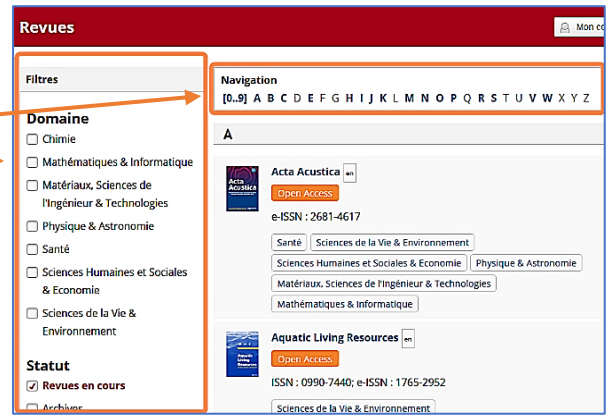 Revues
Mon co
Filtres
Domaine
Chimie
Mathématiques & Informatique
Matériaux, Sciences de
l'Ingénieur & Technologies
Physique & Astronomie
Santé
Sciences Humaines et Sociales
& Economie
Sciences de la Vie &
Environnement
Statut
Revues en cours
Archives
Navigation
[0..9] A B C D E F G H I J K L M N O P Q R S T U V W X Y Z
A
Acta
Acustica
Acta Acustica en
Open Access
e-ISSN : 2681-4617
Santé Sciences de la Vie & Environnement
Sciences Humaines et Sociales & Economie Physique & Astronomie
Matériaux, Sciences de l'Ingénieur & Technologies
Mathématiques & Informatique
Aquatic Living Resources en
Open Access
ISSN : 0990-7440; e-ISSN : 1765-2952
Sciences de la Vie & Environnement